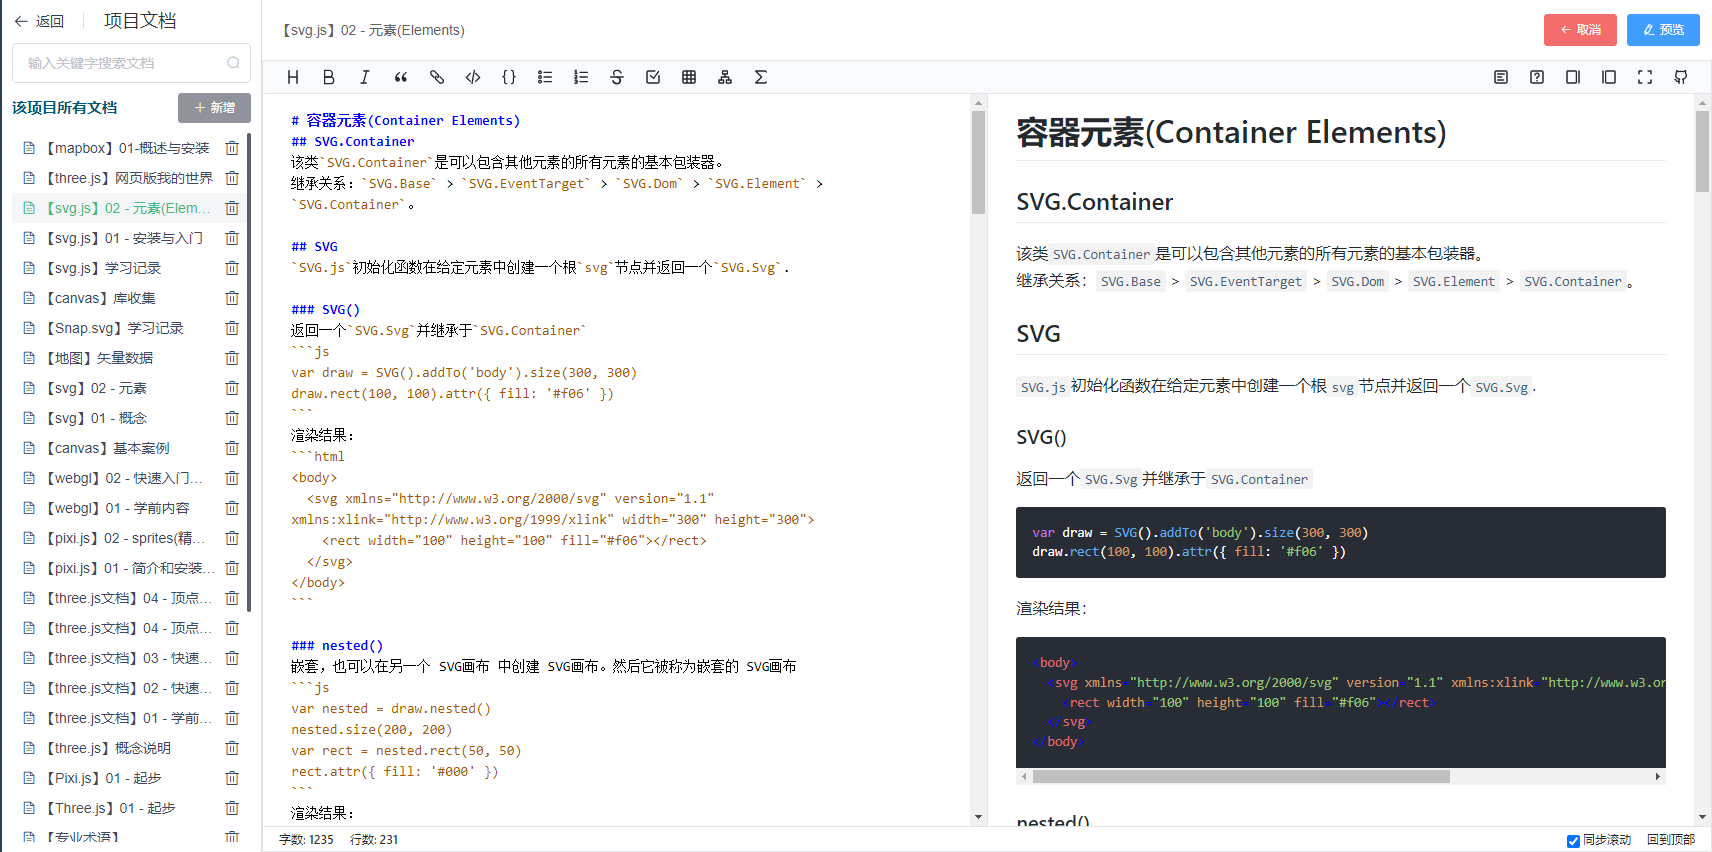 返回
项目文档
输入关键字搜索文档
该项目所有文档
新增
【mapbox】01-概述与安装
【three.js】网页版我的世界
【svg.js】02 - 元素(Elem...
【svg.js】01 - 安装与入门
【svg.js】学习记录
【canvas】库收集
【Snap.svg】学习记录
【地图】矢量数据
【svg】02 - 元素
【svg】01 - 概念
【canvas】基本案例
【webgl】02 - 快速入门...
【webgl】01 - 学前内容
【pixi.js】02 - sprites(精...
【pixi.js】01 - 简介和安装...
【three.js文档】04 - 顶点...
【three.js文档】04 - 顶点...
【three.js文档】03 - 快速...
【three.js文档】02 - 快速...
【three.js文档】01 - 学前...
【three.js】概念说明
【Pixi.js】01 - 起步
【Three.js】01 - 起步
【专业术语】
【svg.js】02 - 元素(Elements)
取消
预览
# 容器元素(Container Elements)
## SVG.Container
该类`SVG.Container`是可以包含其他元素的所有元素的基本包装器。
继承关系：`SVG.Base` > `SVG.EventTarget` > `SVG.Dom` > `SVG.Element` >
`SVG.Container`。
## SVG
`SVG.js`初始化函数在给定元素中创建一个根`svg`节点并返回一个`SVG.Svg`.
### SVG()
返回一个`SVG.Svg`并继承于`SVG.Container`
```js
var draw = SVG().addTo('body').size(300, 300)
draw.rect(100, 100).attr({ fill: '#f06' })
```
渲染结果：
```html
<body>
  <svg xmlns="http://www.w3.org/2000/svg" version="1.1"
xmlns:xlink="http://www.w3.org/1999/xlink" width="300" height="300">
    <rect width="100" height="100" fill="#f06"></rect>
  </svg>
</body>
```
### nested()
嵌套，也可以在另一个 SVG画布 中创建 SVG画布。然后它被称为嵌套的 SVG画布
```js
var nested = draw.nested()
nested.size(200, 200)
var rect = nested.rect(50, 50)
rect.attr({ fill: '#000' })
```
渲染结果：
容器元素(Container Elements)
SVG.Container
该类 SVG.Container 是可以包含其他元素的所有元素的基本包装器。
继承关系： SVG.Base > SVG.EventTarget > SVG.Dom > SVG.Element > SVG.Container 。
SVG
SVG.js 初始化函数在给定元素中创建一个根 svg 节点并返回一个 SVG.Svg .
SVG()
返回一个 SVG.Svg 并继承于 SVG.Container
var draw = SVG().addTo('body').size(300, 300)
draw.rect(100, 100).attr({ fill: '#f06' })
渲染结果：
<body>
  <svg xmlns="http://www.w3.org/2000/svg" version="1.1" xmlns:xlink="http://www.w3.or
    <rect width="100" height="100" fill="#f06"></rect>
  </svg>
</body>
nested()
字数: 1235 行数: 231
同步滚动 回到顶部